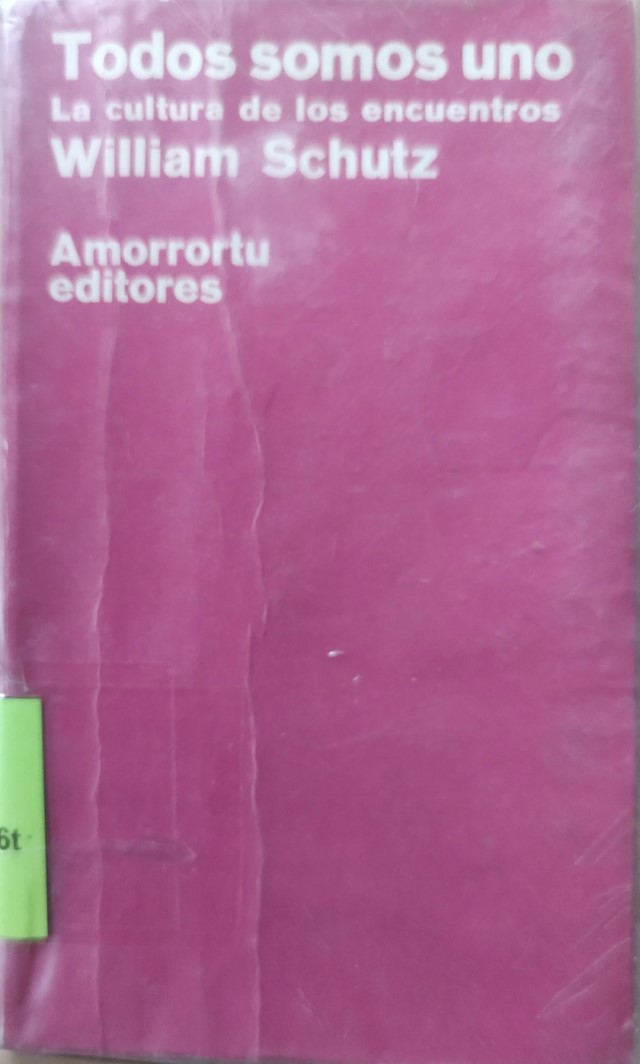 Todos somos uno
La cultura de los encuentros
William Schutz
Amorrortu
editores
6t